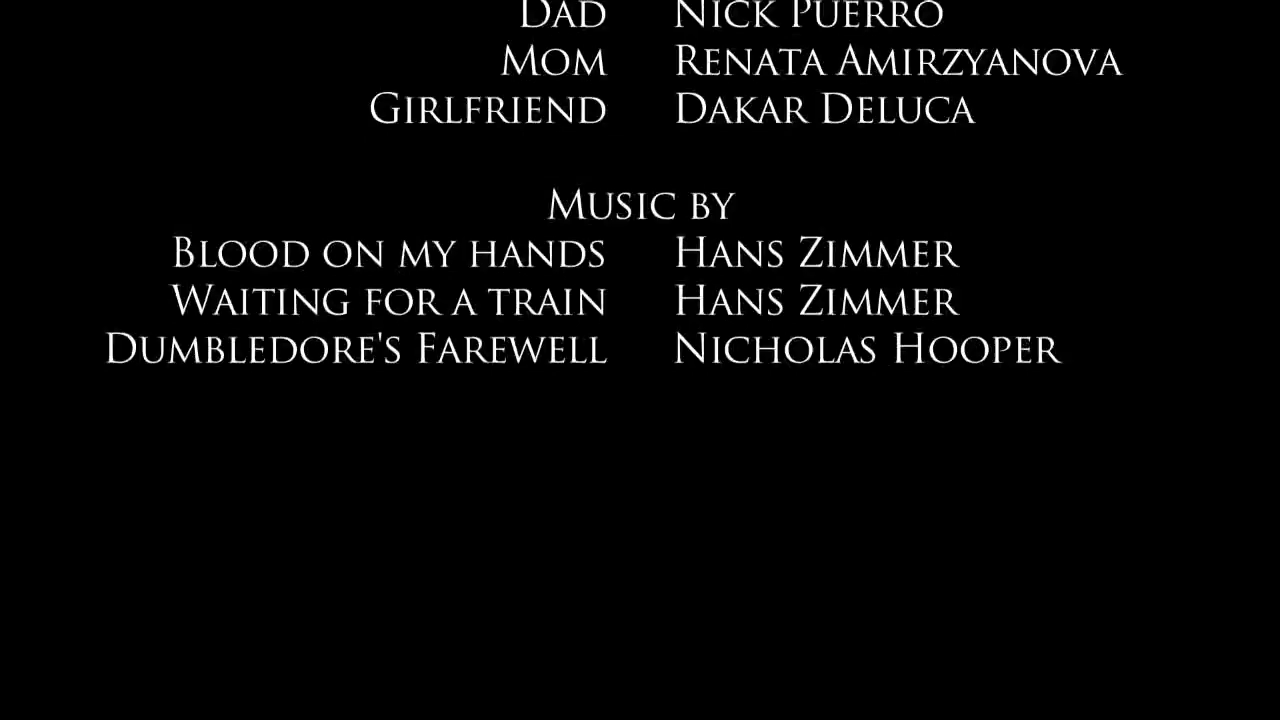 Dad Nick Puerro
Mom Renata Amirzyanova
Girlfriend Dakar Deluca
Music by
Blood on my hands Hans Zimmer
Waiting for a train Hans Zimmer
Dumbledore's Farewell Nicholas Hooper